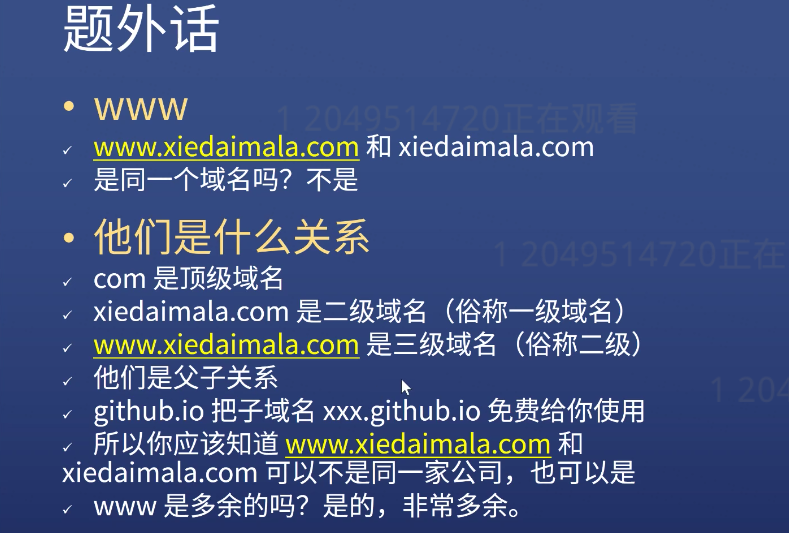 题外话
• www
1 2049514720正在观看
✓ www.xiedaimala.com 和 xiedaimala.com
✓ 是同一个域名吗？不是
• 他们是什么关系
1 2049514720正在
✓ com 是顶级域名
✓ xiedaimala.com 是二级域名（俗称一级域名）
✓ www.xiedaimala.com 是三级域名（俗称二级）
✓ 他们是父子关系
1 204
✓ github.io 把子域名 xxx.github.io 免费给你使用
✓ 所以你应该知道 www.xiedaimala.com 和
xiedaimala.com 可以不是同一家公司，也可以是
✓ www 是多余的吗？是的，非常多余。